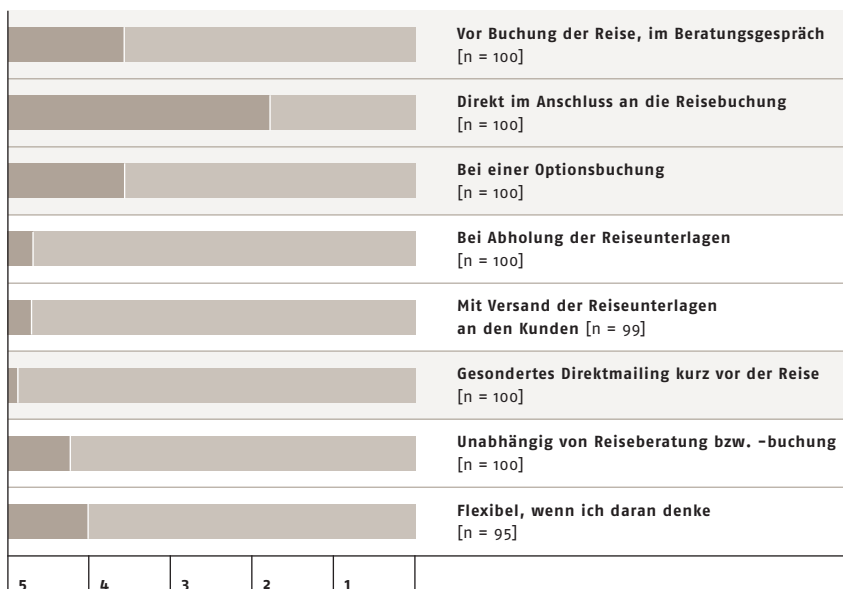 Vor Buchung der Reise, im Beratungsgespräch
[n = 100]
Direkt im Anschluss an die Reisebuchung
[n = 100]
Bei einer Optionsbuchung
[n = 100]
Bei Abholung der Reiseunterlagen
[n = 100]
Mit Versand der Reiseunterlagen
an den Kunden [n = 99]
Gesondertes Direktmailing kurz vor der Reise
[n = 100]
Unabhängig von Reiseberatung bzw. -buchung
[n = 100]
Flexibel, wenn ich daran denke
[n = 95]
5 4 3 2 1